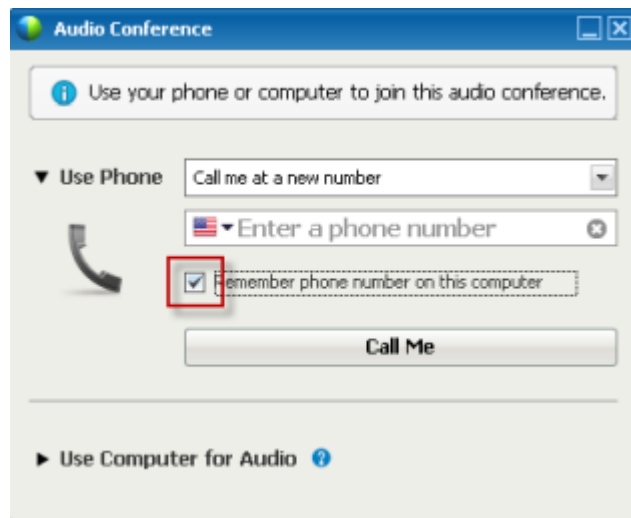 Audio Conference
Use your phone or computer to join this audio conference.
Use Phone
Call me at a new number
Enter a phone number
Remember phone number on this computer
Call Me
Use Computer for Audio